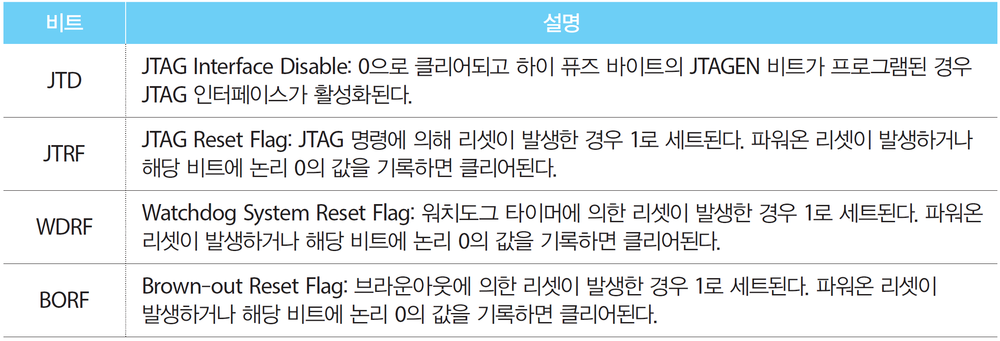 비트 설명
JTD
JTAG Interface Disable: 0으로 클리어되고 하이 퓨즈 바이트의 JTAGEN 비트가 프로그램된 경우
JTAG 인터페이스가 활성화된다.
JTRF
JTAG Reset Flag: JTAG 명령에 의해 리셋이 발생한 경우 1로 세트된다. 파워온 리셋이 발생하거나
해당 비트에 논리 0의 값을 기록하면 클리어된다.
WDRF
Watchdog System Reset Flag: 워치도그 타이머에 의한 리셋이 발생한 경우 1로 세트된다. 파워온
리셋이 발생하거나 해당 비트에 논리 0의 값을 기록하면 클리어된다.
BORF
Brown-out Reset Flag: 브라운아웃에 의한 리셋이 발생한 경우 1로 세트된다. 파워온 리셋이
발생하거나 해당 비트에 논리 0의 값을 기록하면 클리어된다.